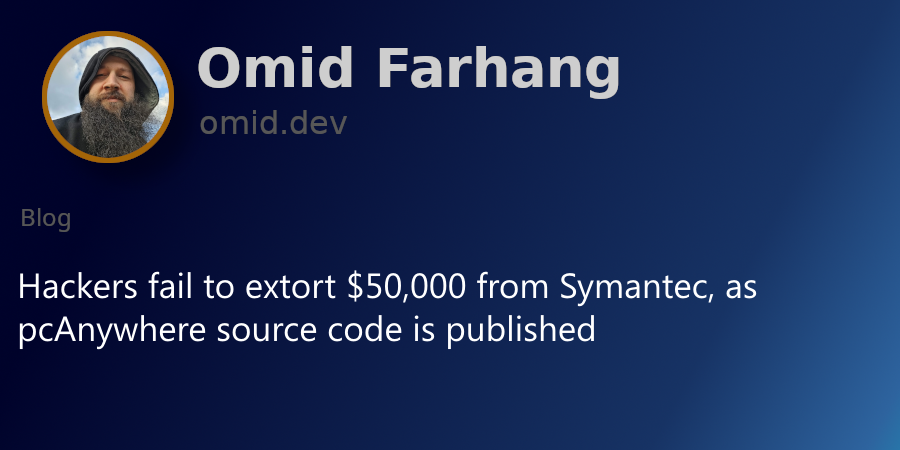 Omid Farhang
omid.dev
Blog
Hackers fail to extort $50,000 from Symantec, as
pcAnywhere source code is published